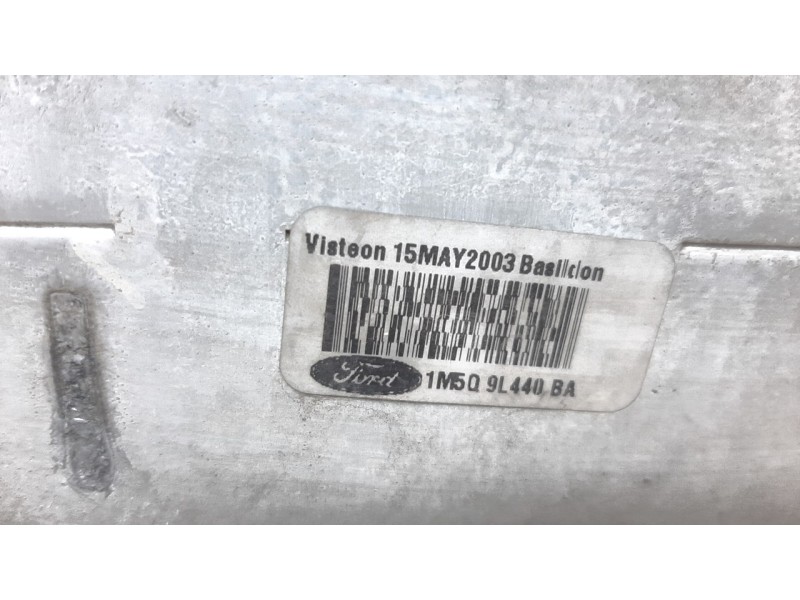 Visteon 15MAY2003 Basildon
Ford 1M5Q 9L440 BA